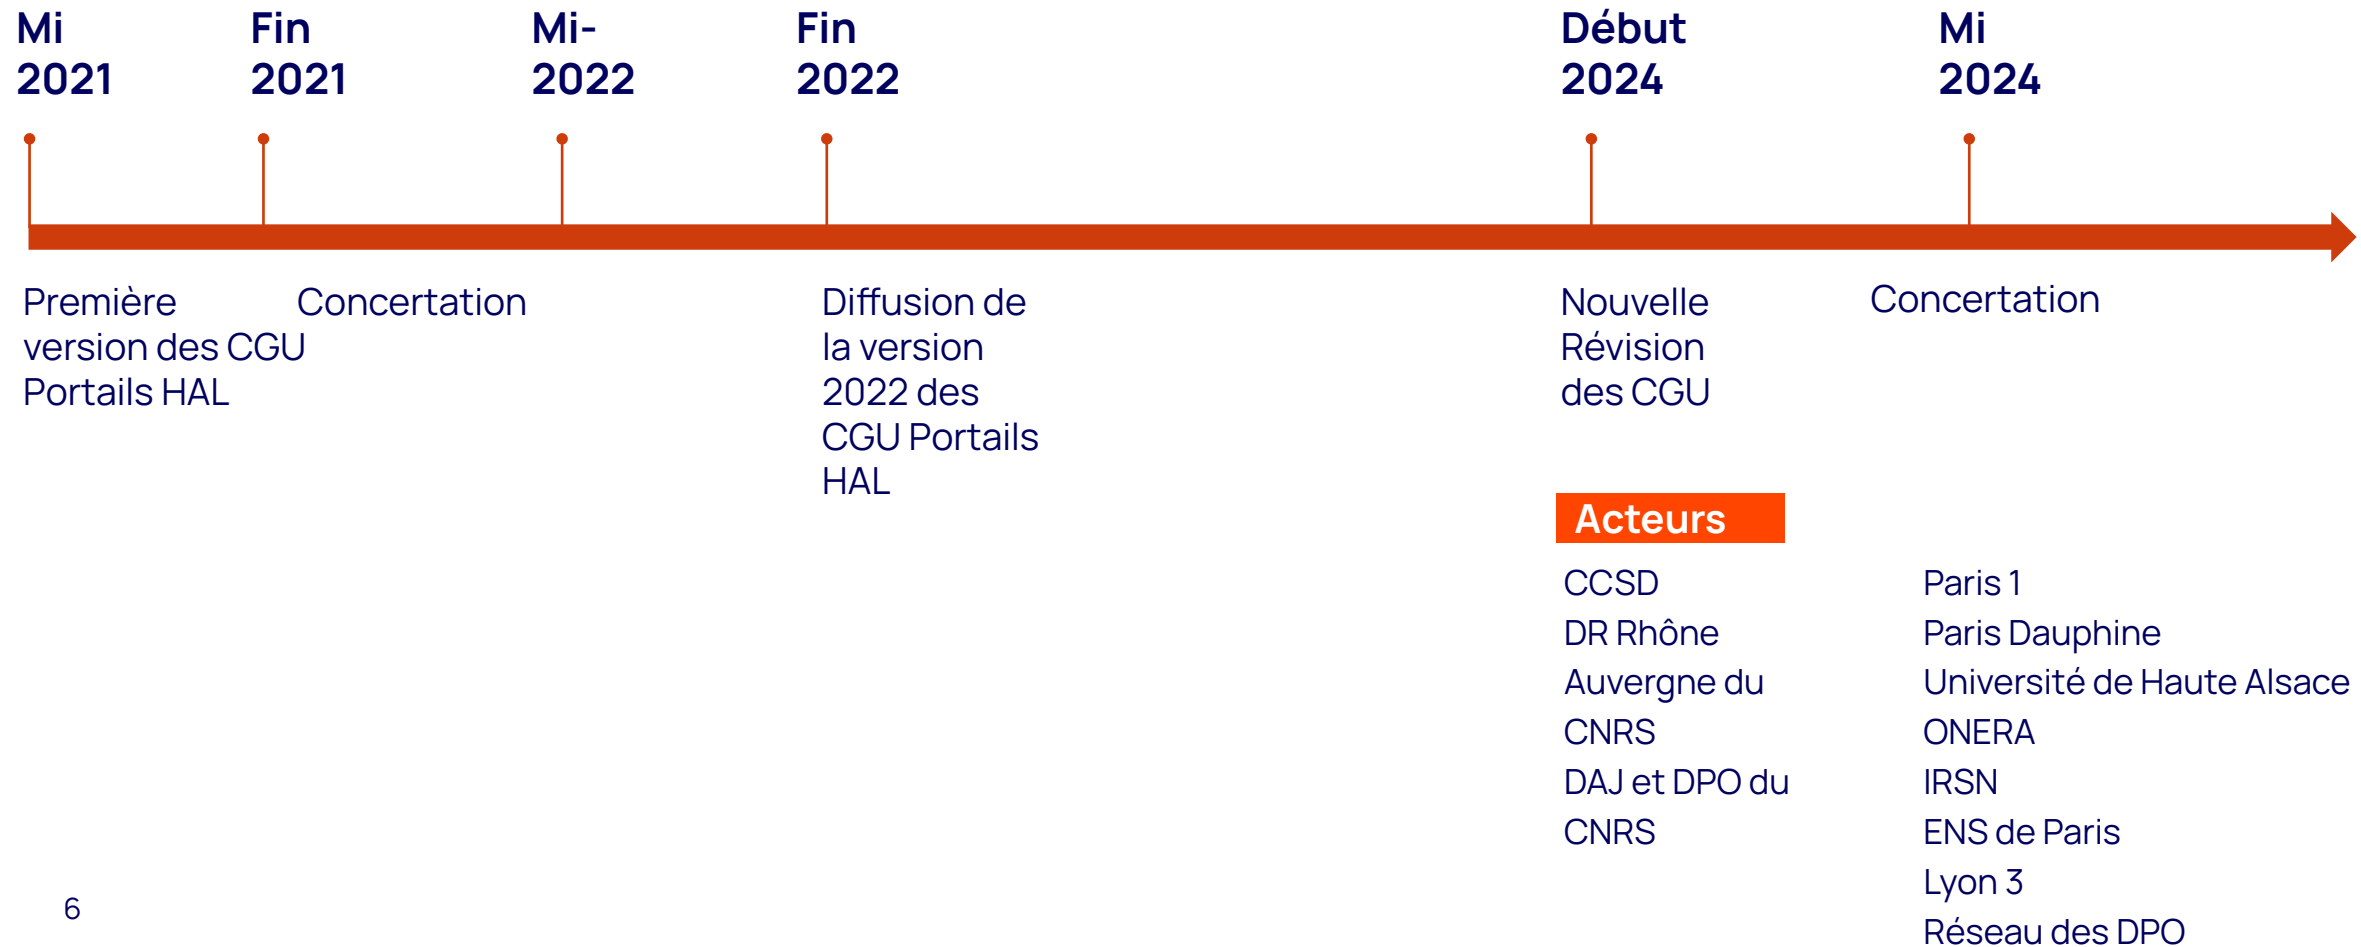 Mi
2021
Fin
2021
Mi-
2022
Fin
2022
Début
2024
Mi
2024
Première
version des CGU
Portails HAL
Concertation
Diffusion de
la version
2022 des
CGU Portails
HAL
Nouvelle
Révision
des CGU
Concertation
Acteurs
CCSD
DR Rhône
Auvergne du
CNRS
DAJ et DPO du
CNRS
Paris 1
Paris Dauphine
Université de Haute Alsace
ONERA
IRSN
ENS de Paris
Lyon 3
Réseau des DPO
6